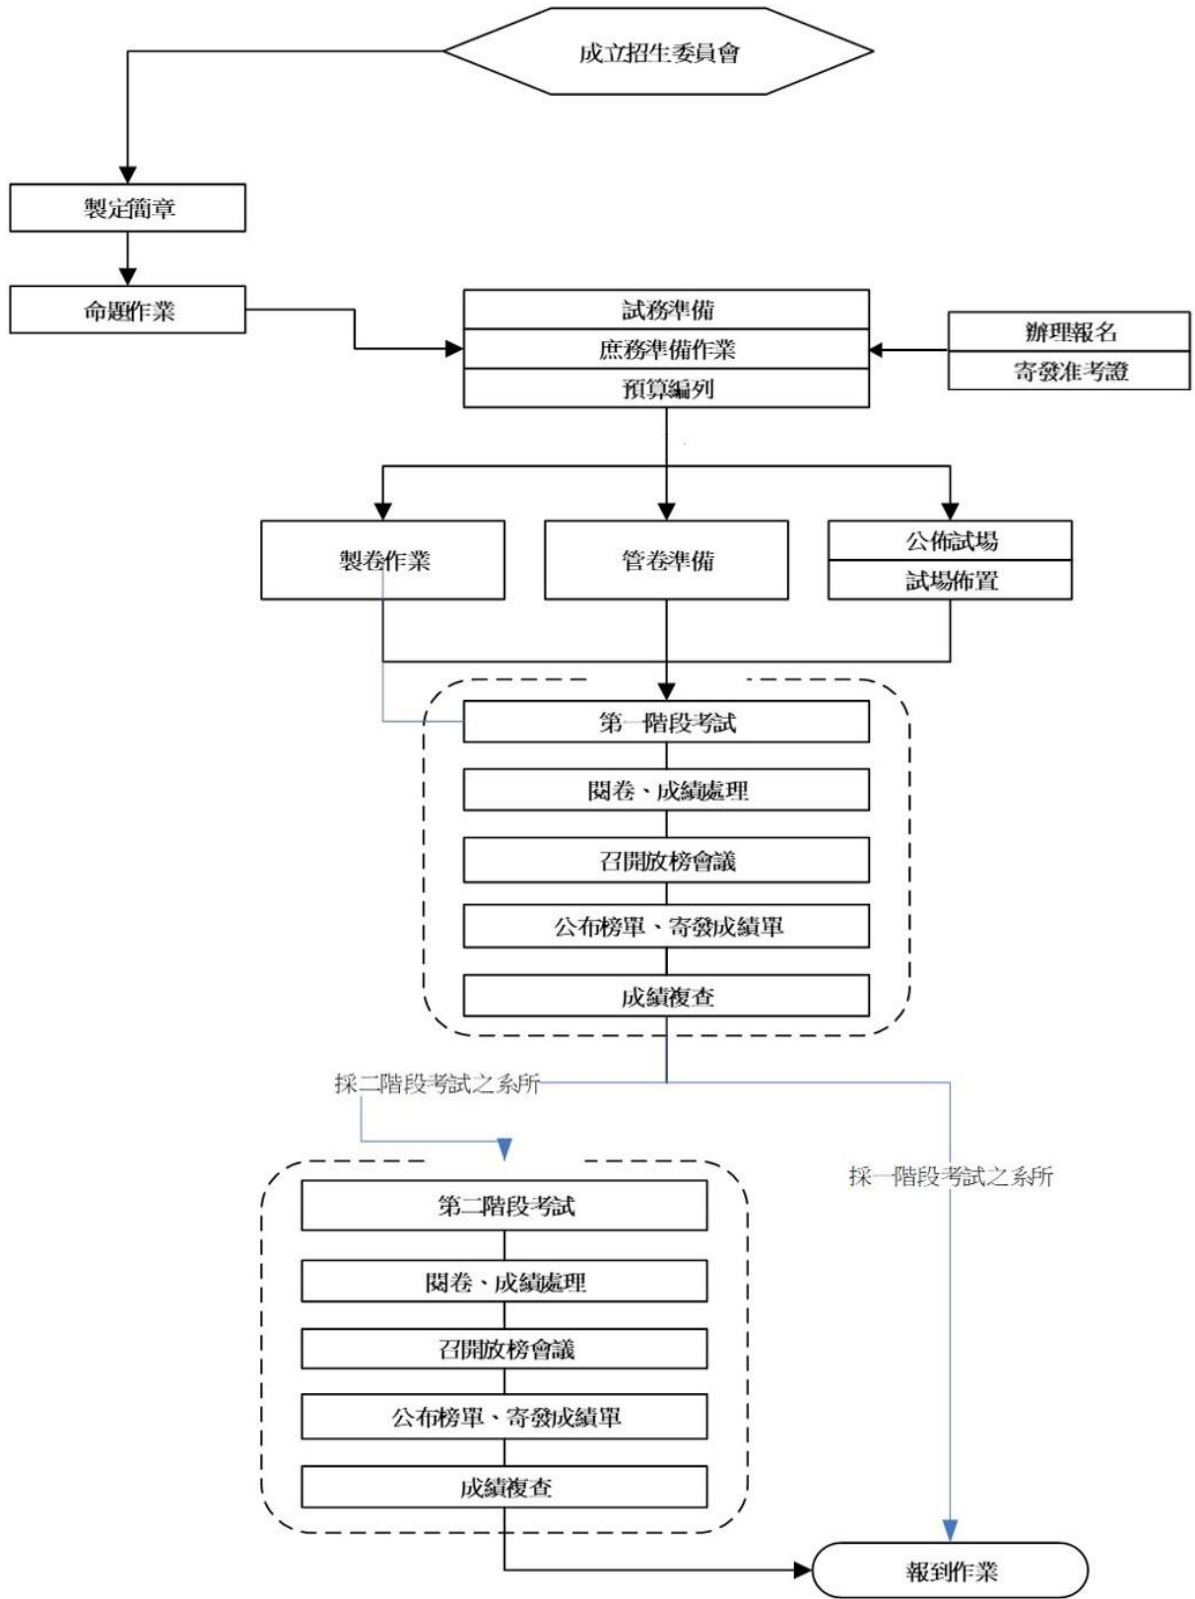 成立招生委員會
製定簡章
命題作業
試務準備
庶務準備作業
預算編列
辦理報名
寄發准考證
製卷作業
管卷準備
公佈試場
試場佈置
第一階段考試
閱卷、成績處理
召開放榜會議
公布榜單、寄發成績單
成績複查
採二階段考試之系所
採一階段考試之系所
第二階段考試
閱卷、成績處理
召開放榜會議
公布榜單、寄發成績單
成績複查
報到作業